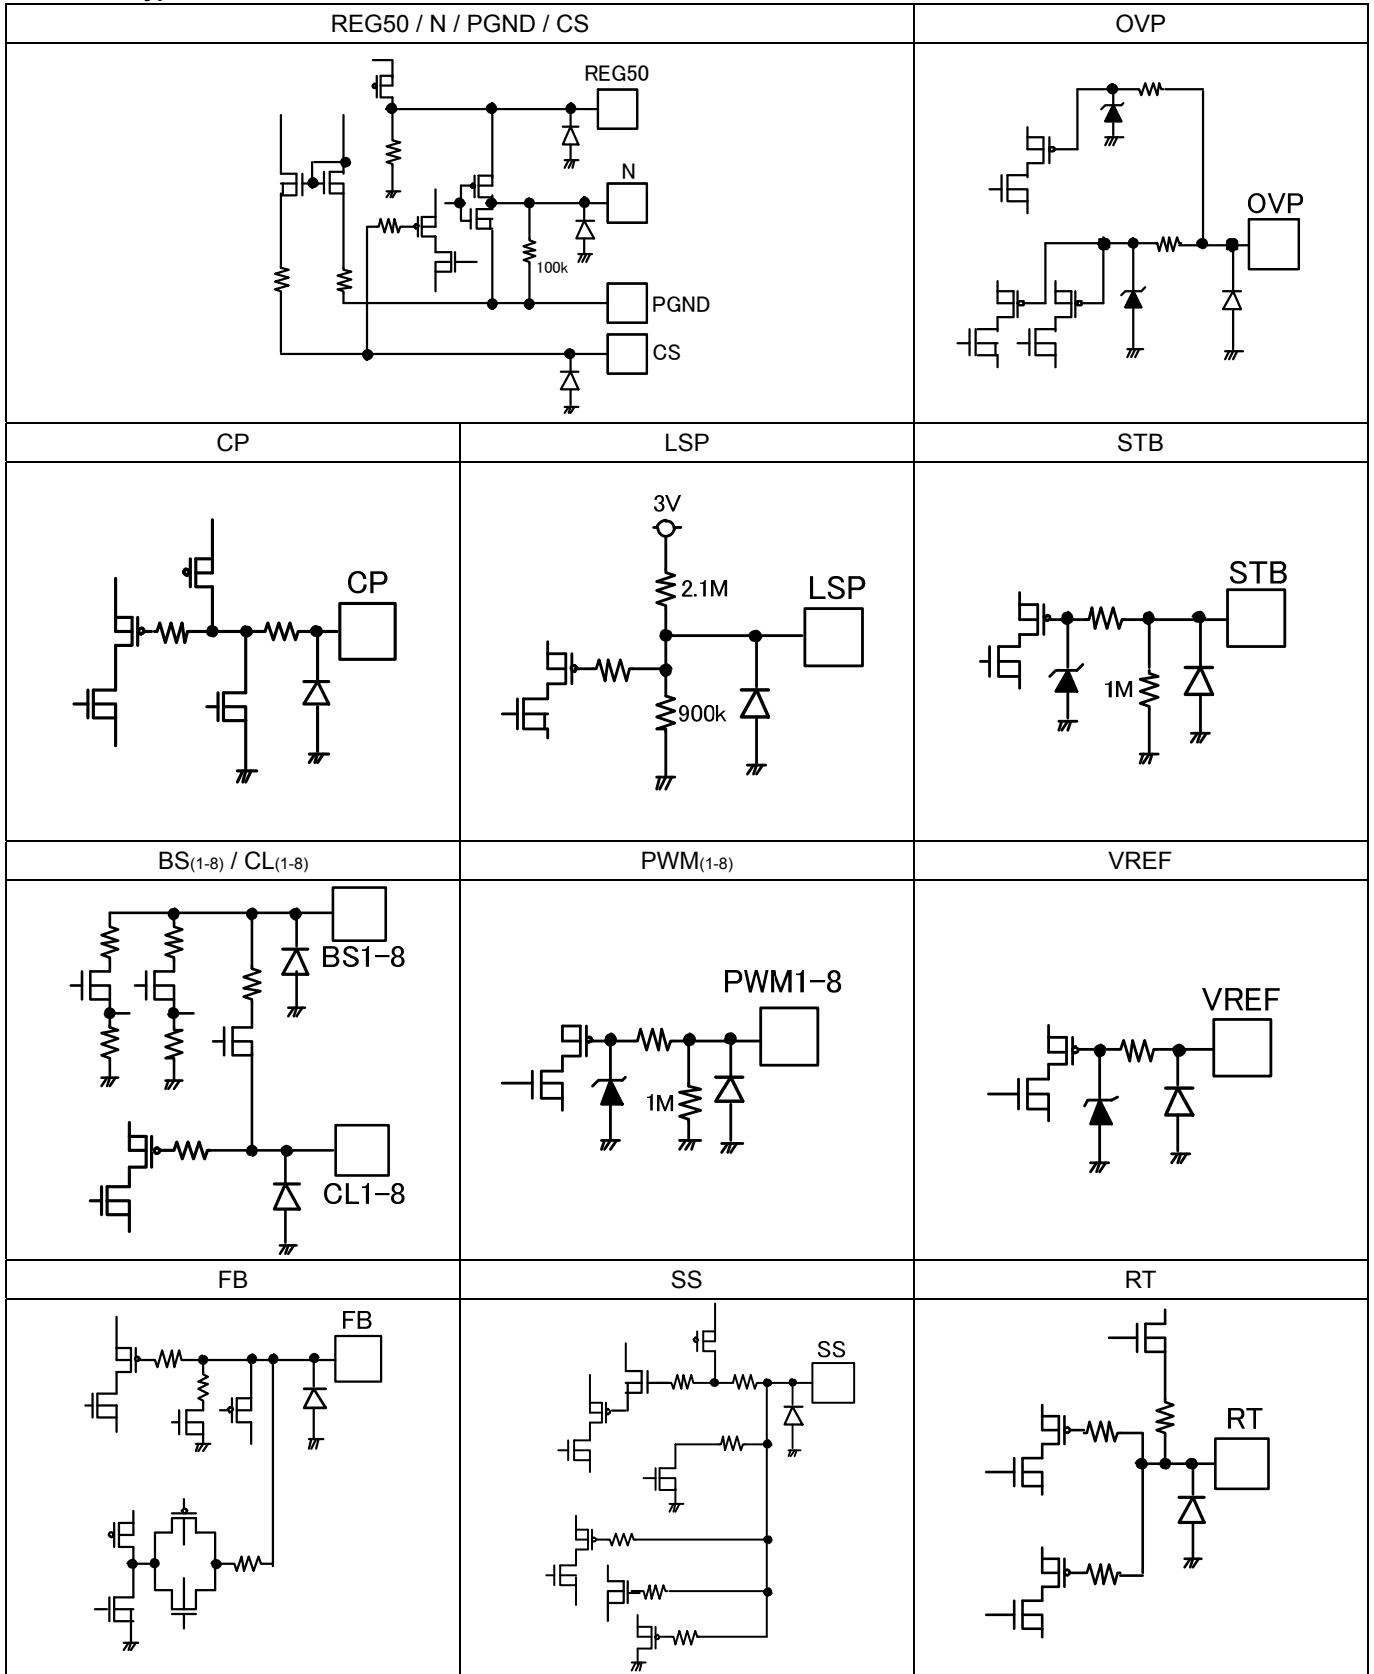 REG50 / N / PGND / CS
OVP
REG50
N
100k
PGND
CS
OVP
CP
LSP
STB
CP
3V
2.1M
LSP
900k
STB
1M
BS(1-8) / CL(1-8)
PWM(1-8)
VREF
BS1-8
CL1-8
PWM1-8
1M
VREF
FB
SS
RT
FB
SS
RT